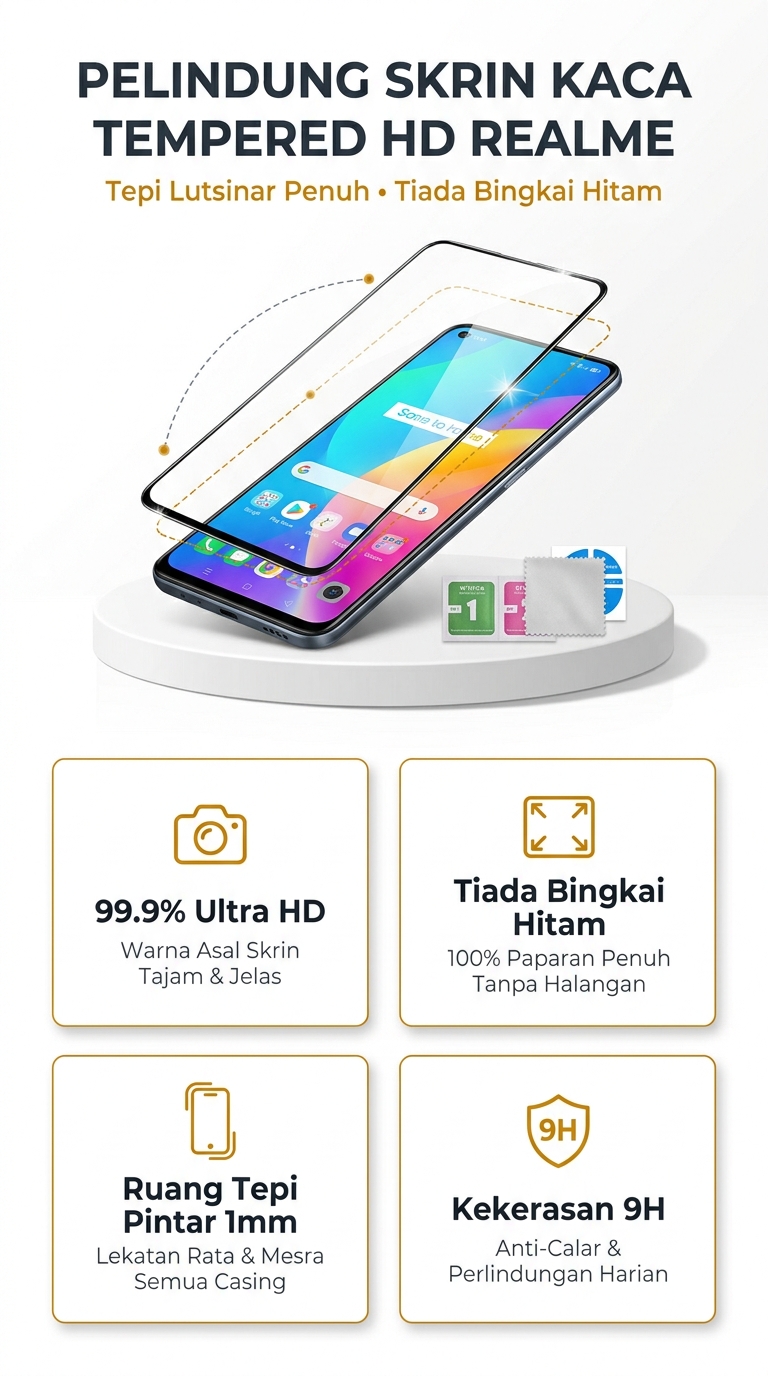 PELINDUNG SKRIN KACA
TEMPERED HD REALME
Tepi Lutsinar Penuh • Tiada Bingkai Hitam
1
99.9% Ultra HD
Warna Asal Skrin
Tajam & Jelas
Tiada Bingkai
Hitam
100% Paparan Penuh
Tanpa Halangan
Ruang Tepi
Pintar 1mm
Lekatan Rata & Mesra
Semua Casing
9H
Kekerasan 9H
Anti-Calar &
Perlindungan Harian